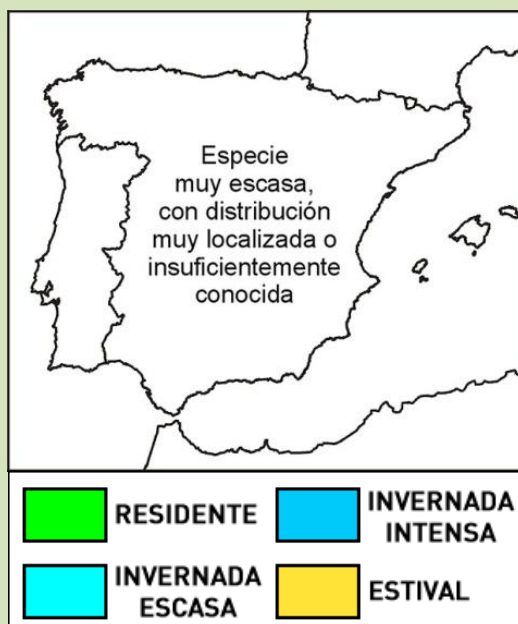 Especie
muy escasa,
con distribución
muy localizada o
insuficientemente
conocida
RESIDENTE
INVERNADA
INTENSA
INVERNADA
ESCASA
ESTIVAL